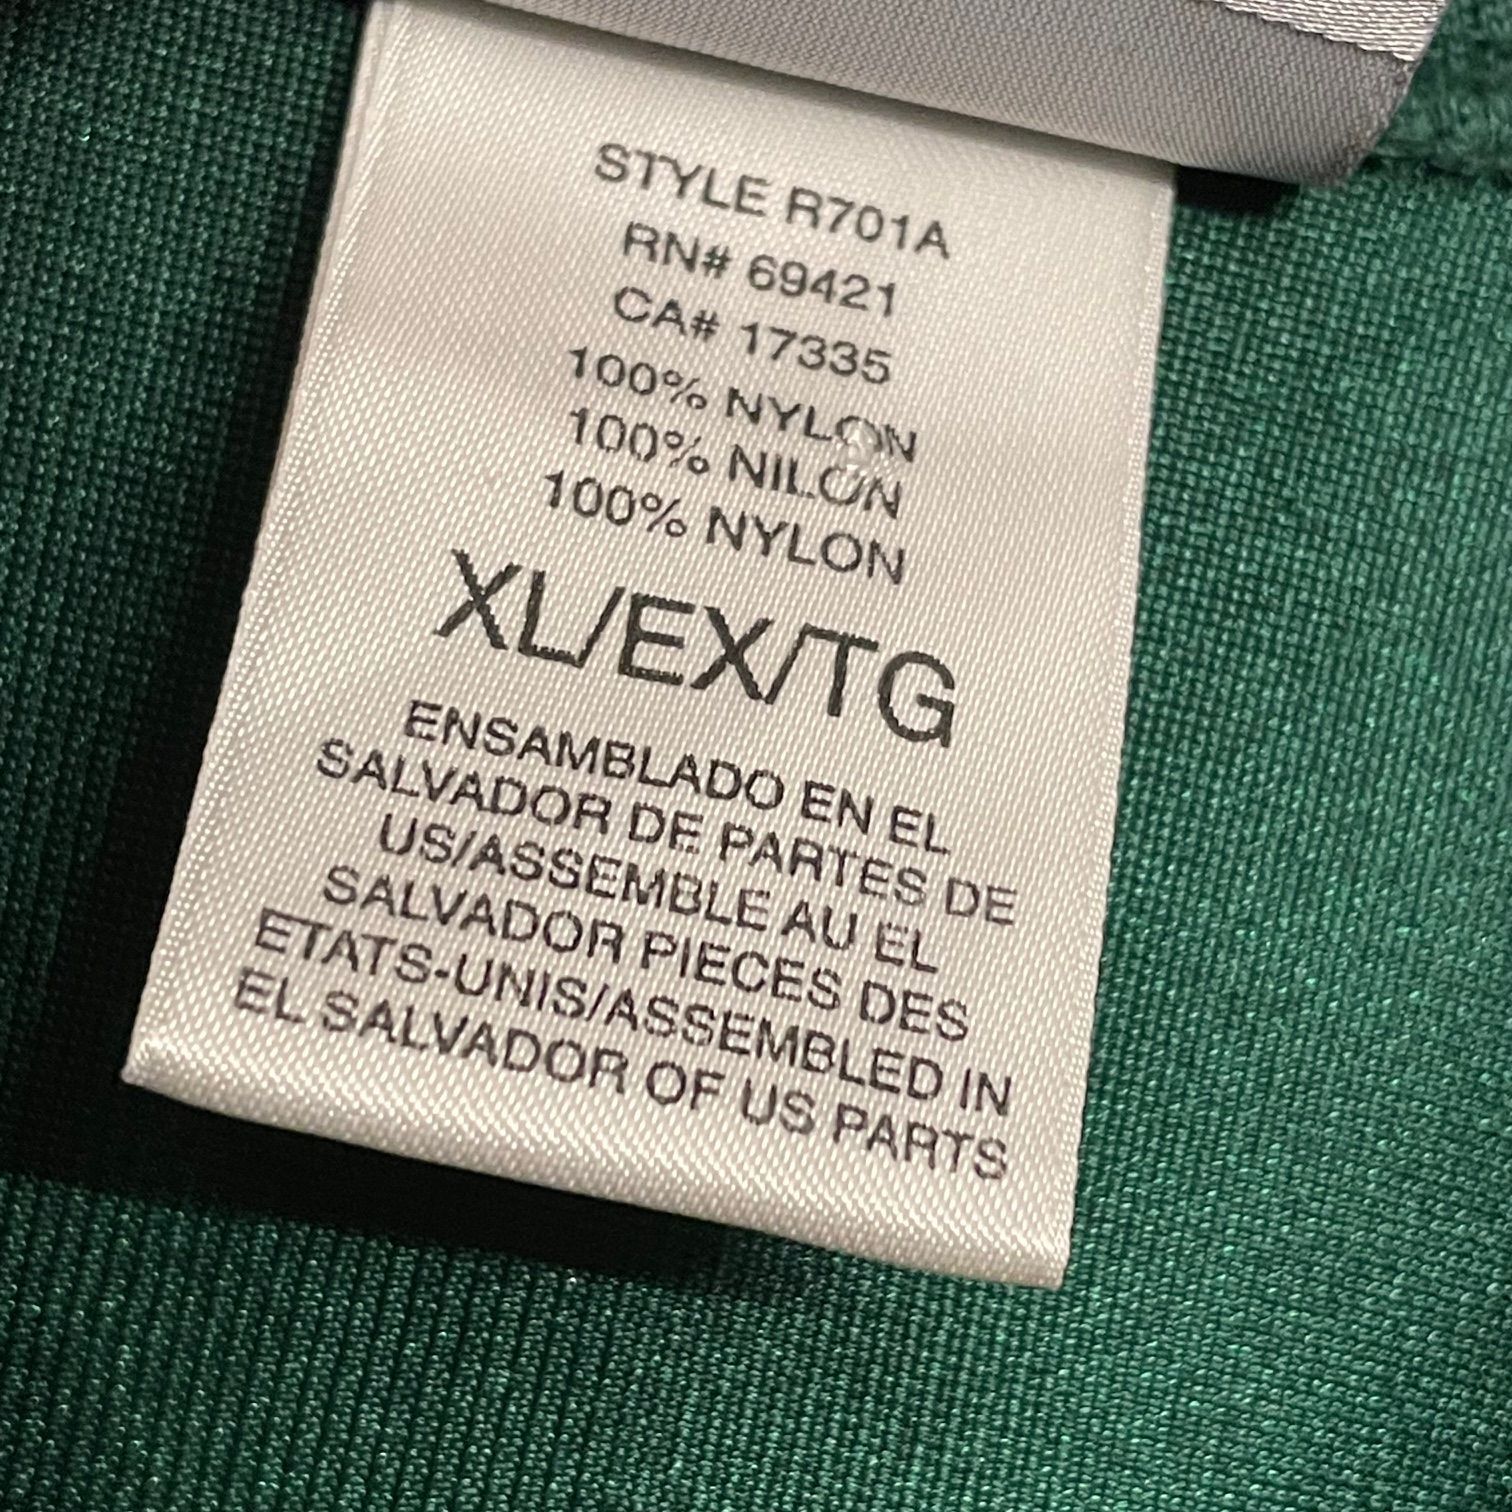 STYLE R701A
RN# 69421
CA# 17335
100% NYLON
100% NILON
100% NYLON
XL/EX/TG
ENSAMBLADO EN EL
SALVADOR DE PARTES DE
US/ASSEMBLE AU EL
SALVADOR PIECES DES
ETATS-UNIS/ASSEMBLED IN
EL SALVADOR OF US PARTS